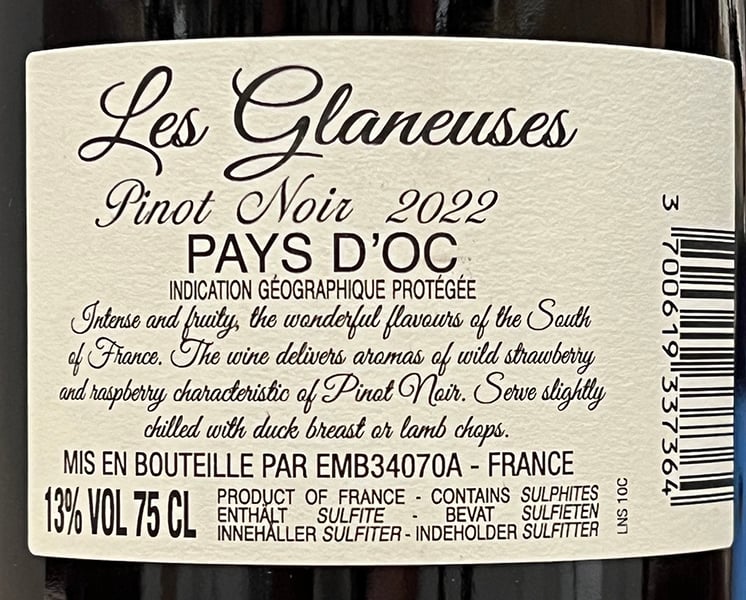 Les Glaneuses
Pinot Noir 2022
PAYS D'OC
INDICATION GÉOGRAPHIQUE PROTÉGÉE
Intense and fruity, the wonderful flavours of the South
of France. The wine delivers aromas of wild strawberry
and raspberry characteristic of Pinot Noir. Serve slightly
chilled with duck breast or lamb chops.
MIS EN BOUTEILLE PAR EMB34070A - FRANCE
13% VOL 75 CL
PRODUCT OF FRANCE - CONTAINS SULPHITES
ENTHÄLT SULFITE - BEVAT SULFIETEN
INNEHÅLLER SULFITER - INDEHOLDER SULFITTER
LNS 10C
3 700619 337364